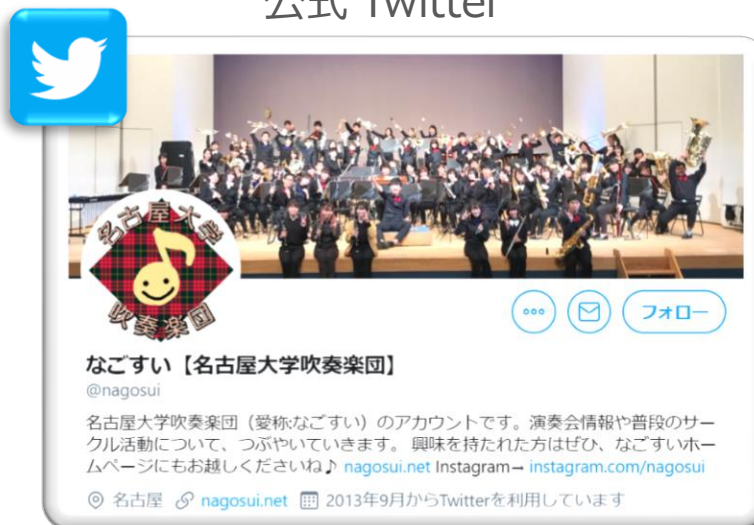 公式 Twitter
名古屋大学
吹奏楽団
フォロー
なごすい【名古屋大学吹奏楽団】
@nagosui
名古屋大学吹奏楽団（愛称:なごすい）のアカウントです。演奏会情報や普段のサー
クル活動について、つぶやいていきます。 興味を持たれた方はぜひ、なごすいホー
ムページにもお越しくださいね♪ nagosui.net Instagram→ instagram.com/nagosui
名古屋 nagosui.net 2013年9月からTwitterを利用しています